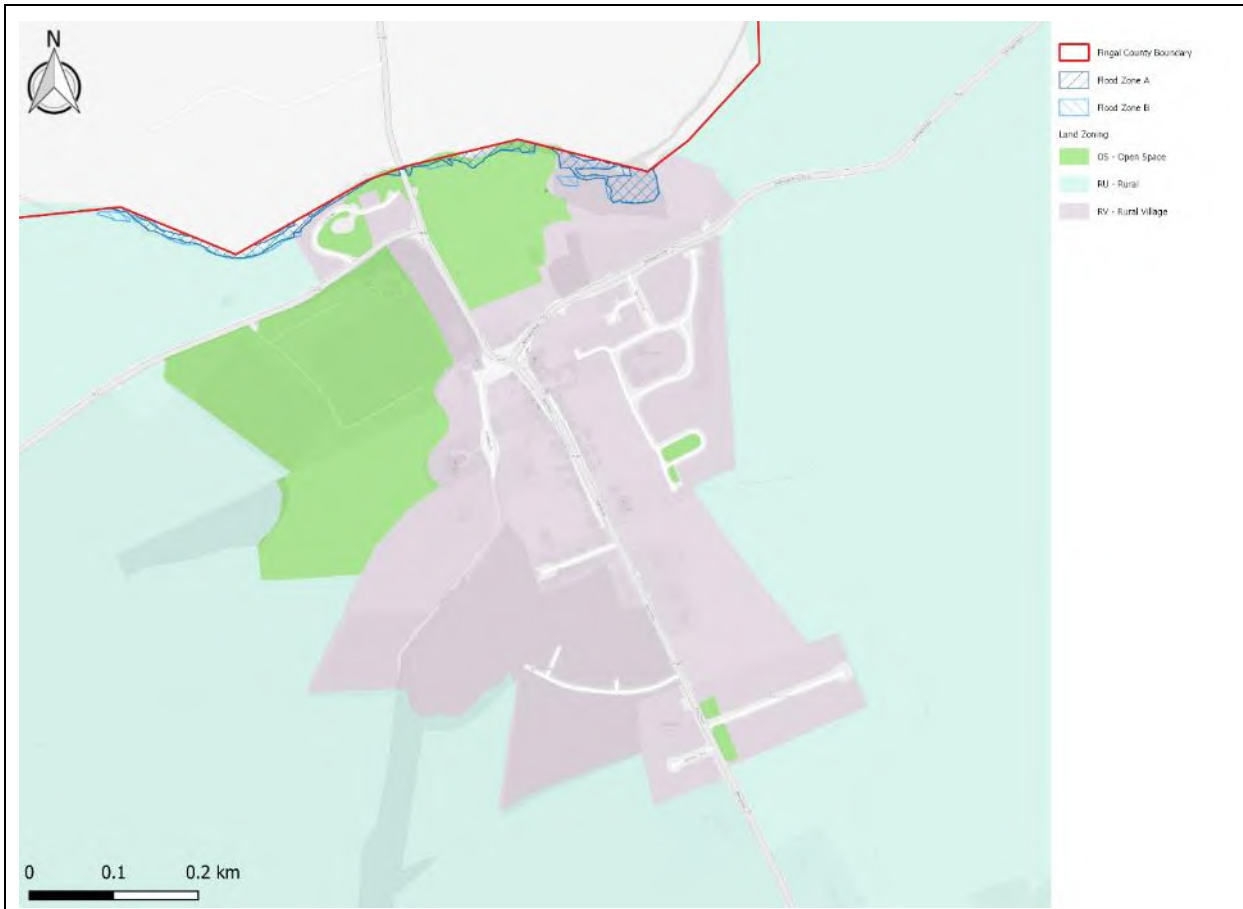 N
Fingal County Boundary
Flood Zone A
Flood Zone B
Land Zoning
OS - Open Space
RU - Rural
RV - Rural Village
0 0.1 0.2 km